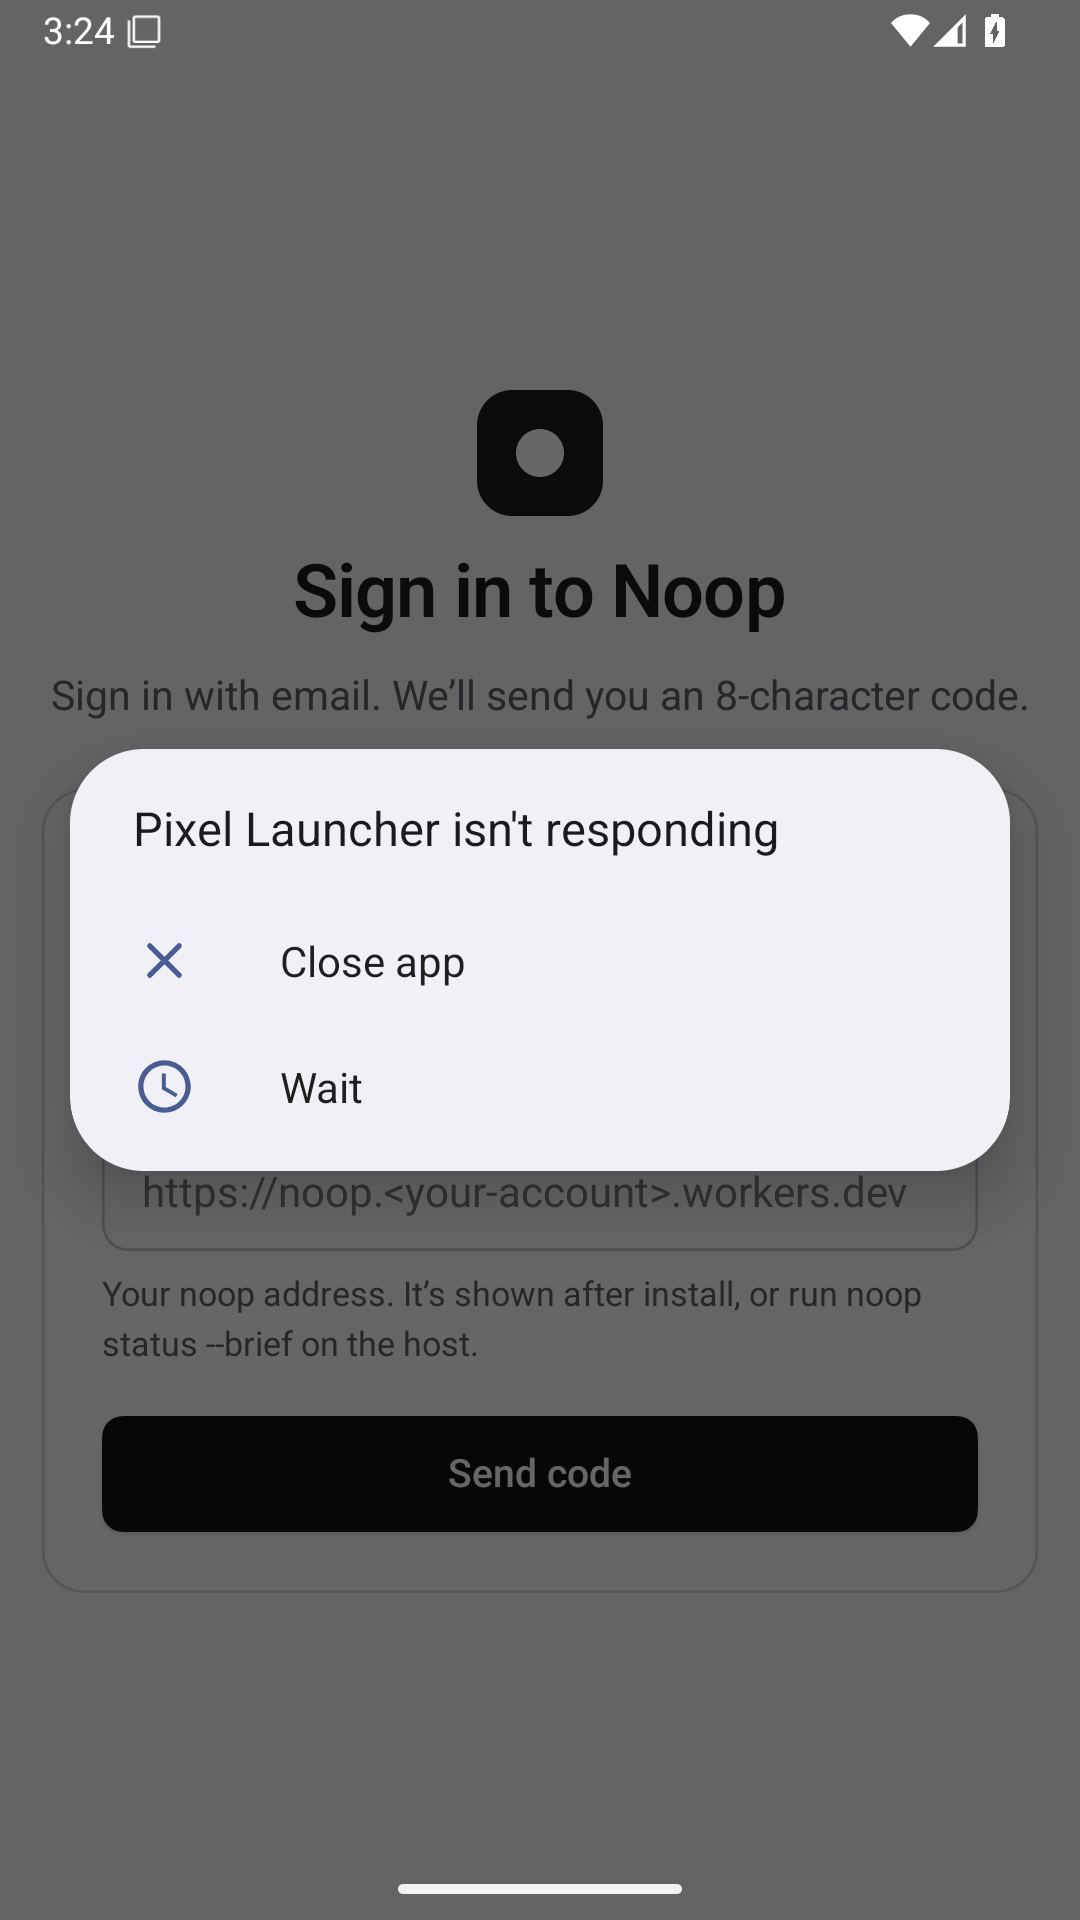 3:24
Sign in to Noop
Sign in with email. We’ll send you an 8-character code.
Pixel Launcher isn't responding
Close app
Wait
https://noop.<your-account>.workers.dev
Your noop address. It’s shown after install, or run noop
status --brief on the host.
Send code